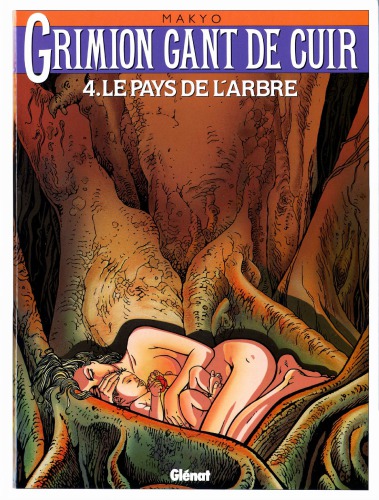 MAKYO
GRIMION GANT DE CUIR
4. LE PAYS DE L'ARBRE
Glénat